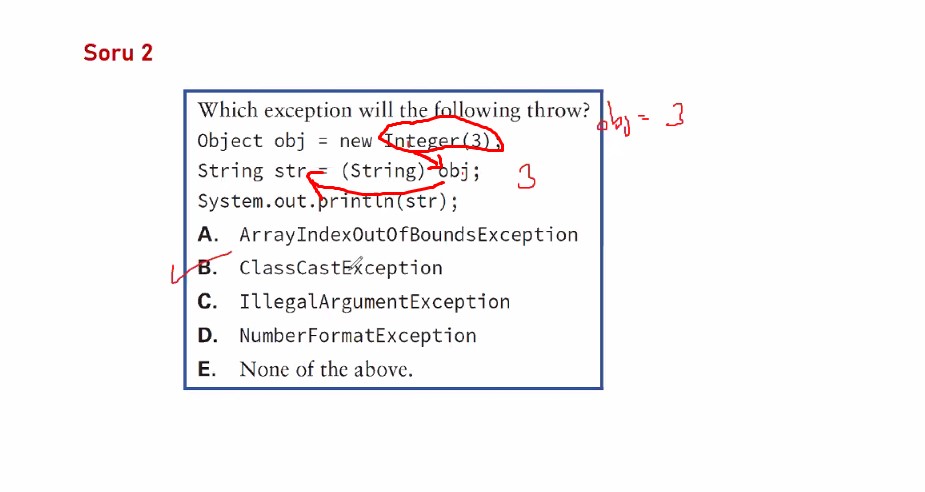 Soru 2
Which exception will the following throw?
obj = 3
Object obj = new Integer(3);
String str = (String) obj;
3
System.out.println(str);
A. ArrayIndexOutOfBoundsException
B. ClassCastException
C. IllegalArgumentException
D. NumberFormatException
E. None of the above.